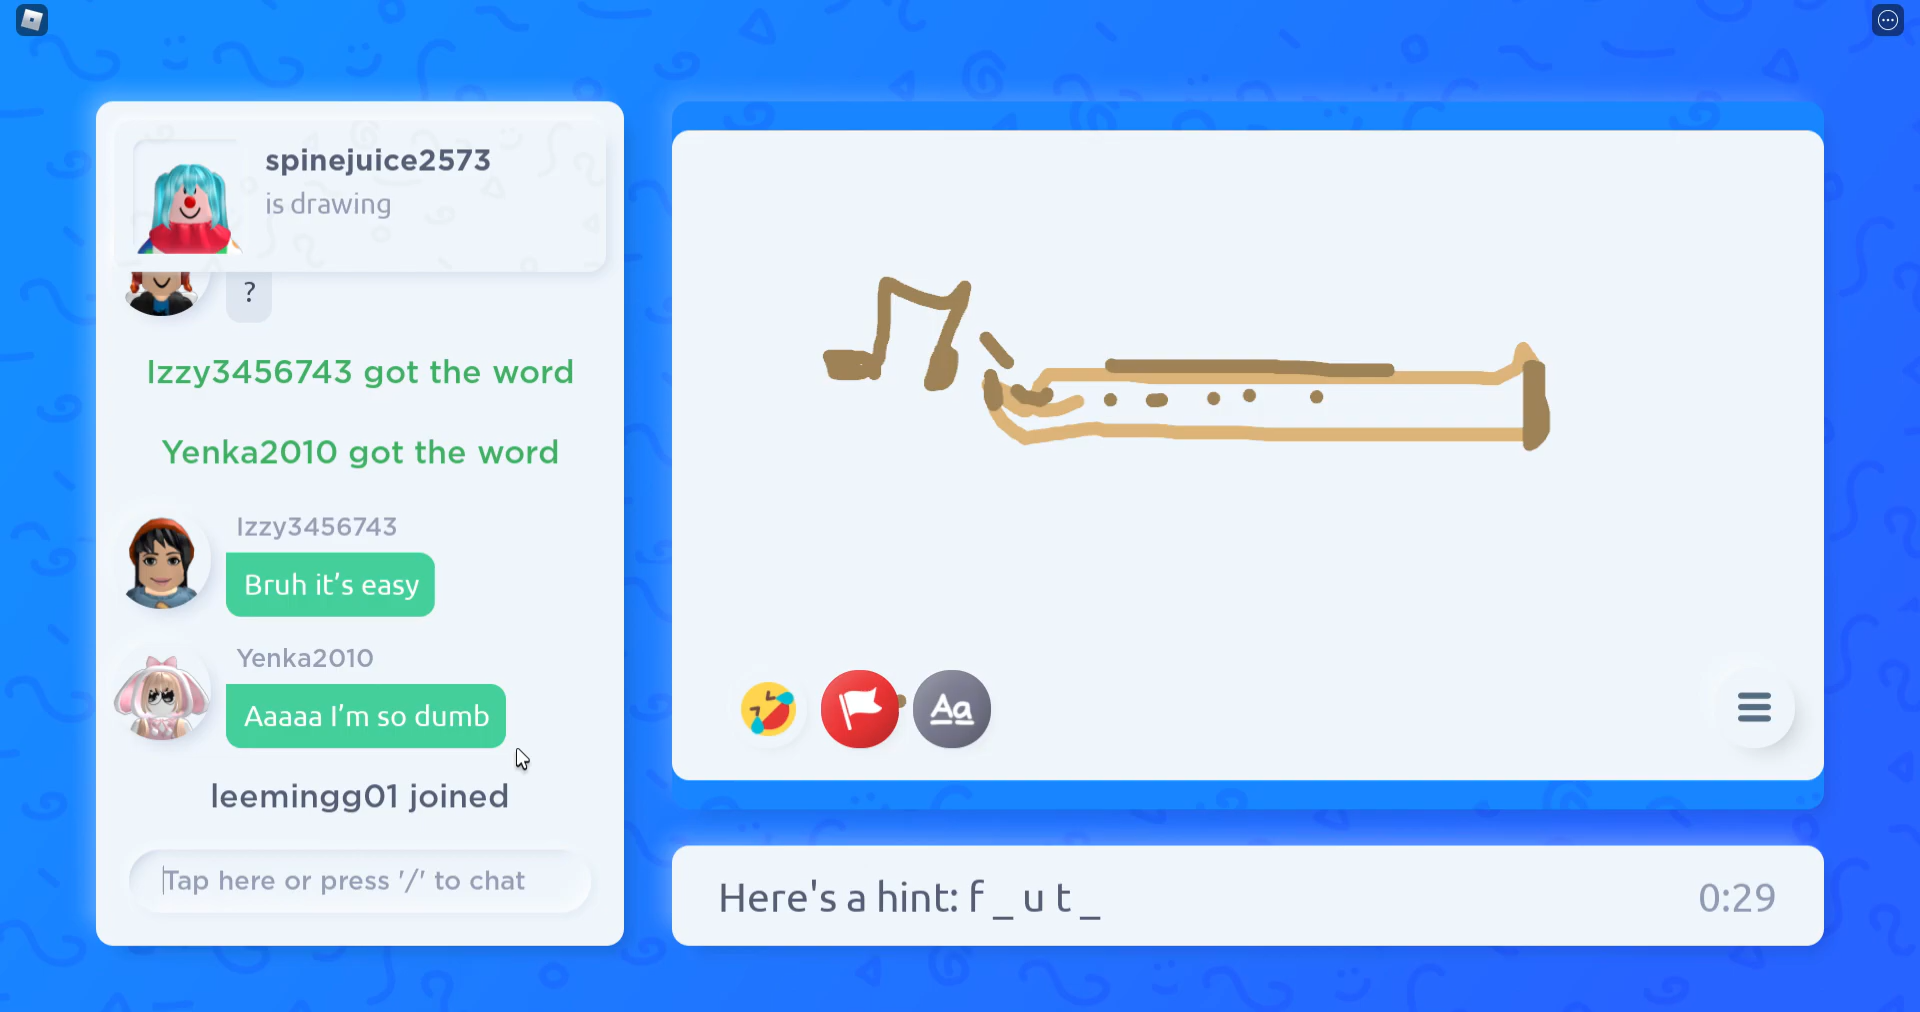 spinejuice2573
is drawing
?
Izzy3456743 got the word
Yenka2010 got the word
Izzy3456743
Bruh it's easy
Yenka2010
Aaaaa I'm so dumb
leemingg01 joined
Tap here or press '/' to chat
Aa
Here's a hint: f _ u t _
0:29